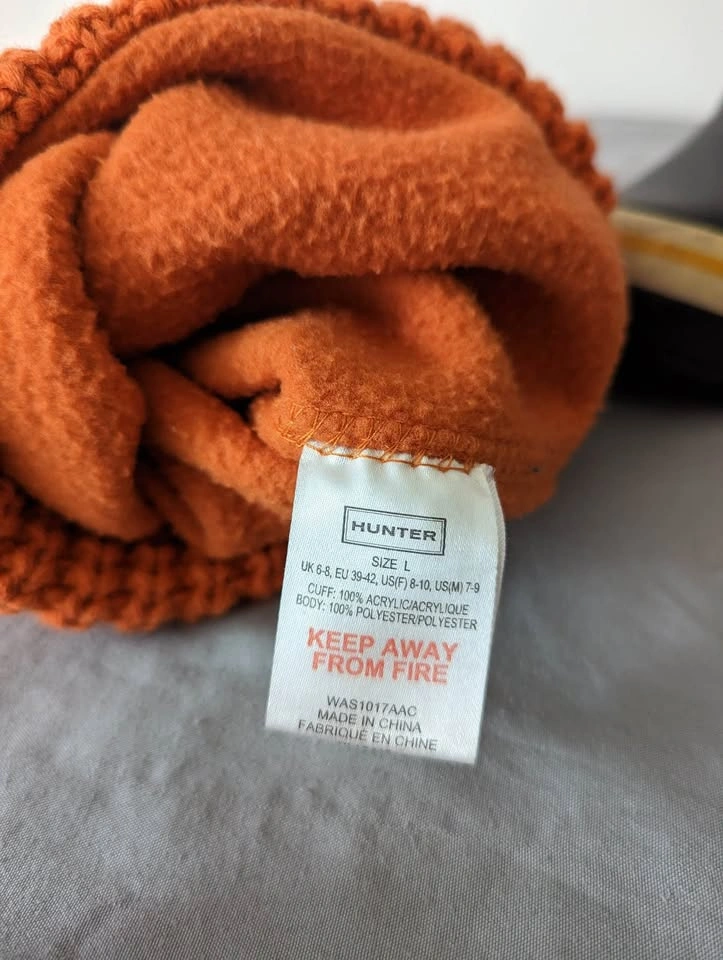 HUNTER
SIZE L
UK 6-8, EU 39-42, US(F) 8-10, US(M) 7-9
CUFF: 100% ACRYLIC/ACRYLIQUE
BODY: 100% POLYESTER/POLYESTER
KEEP AWAY
FROM FIRE
WAS1017AAC
MADE IN CHINA
FABRIQUÉ EN CHINE